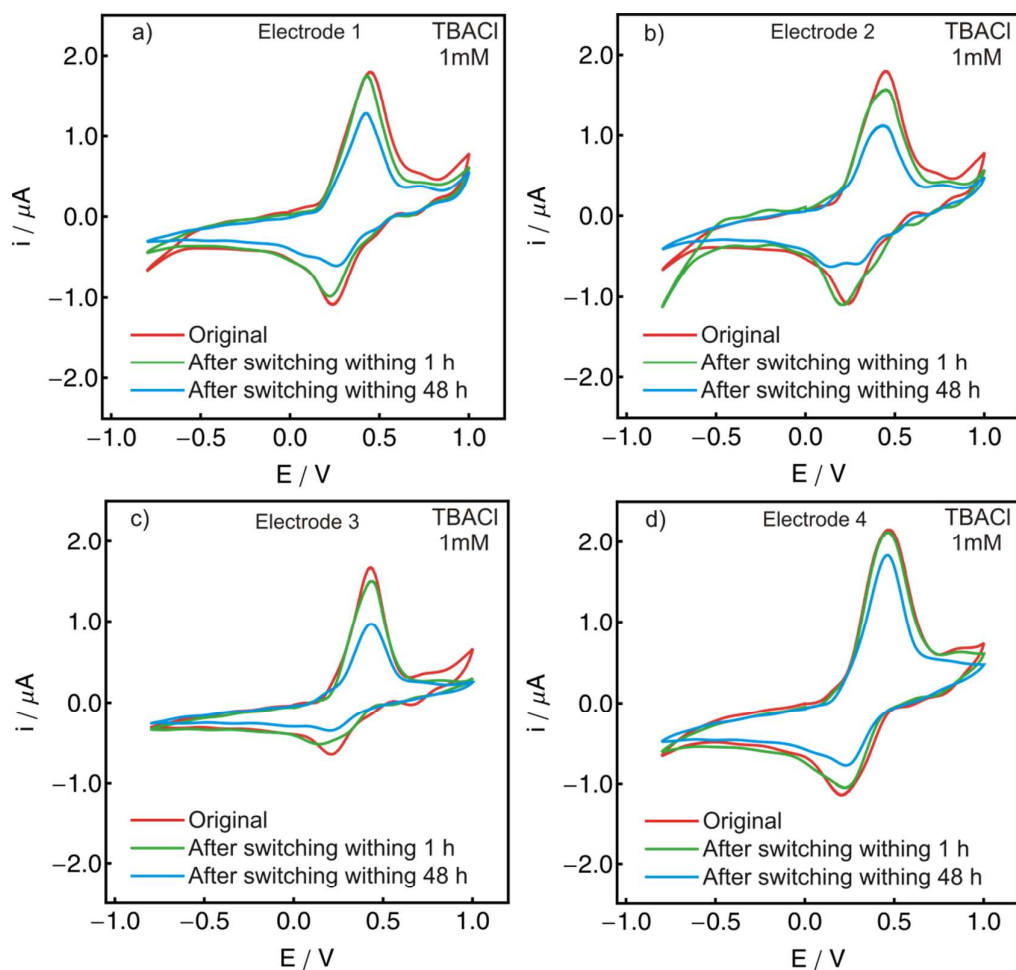 a) Electrode 1 TBACl
1mM
2.0
1.0
0.0
−1.0
−2.0
i / μA
Original
After switching withing 1 h
After switching withing 48 h
−1.0 −0.5 0.0 0.5 1.0
E / V
b) Electrode 2 TBACl
1mM
2.0
1.0
0.0
−1.0
−2.0
i / μA
Original
After switching withing 1 h
After switching withing 48 h
−1.0 −0.5 0.0 0.5 1.0
E / V
c) Electrode 3 TBACl
1mM
2.0
1.0
0.0
−1.0
−2.0
i / μA
Original
After switching withing 1 h
After switching withing 48 h
−1.0 −0.5 0.0 0.5 1.0
E / V
d) Electrode 4 TBACl
1mM
2.0
1.0
0.0
−1.0
−2.0
i / μA
Original
After switching withing 1 h
After switching withing 48 h
−1.0 −0.5 0.0 0.5 1.0
E / V